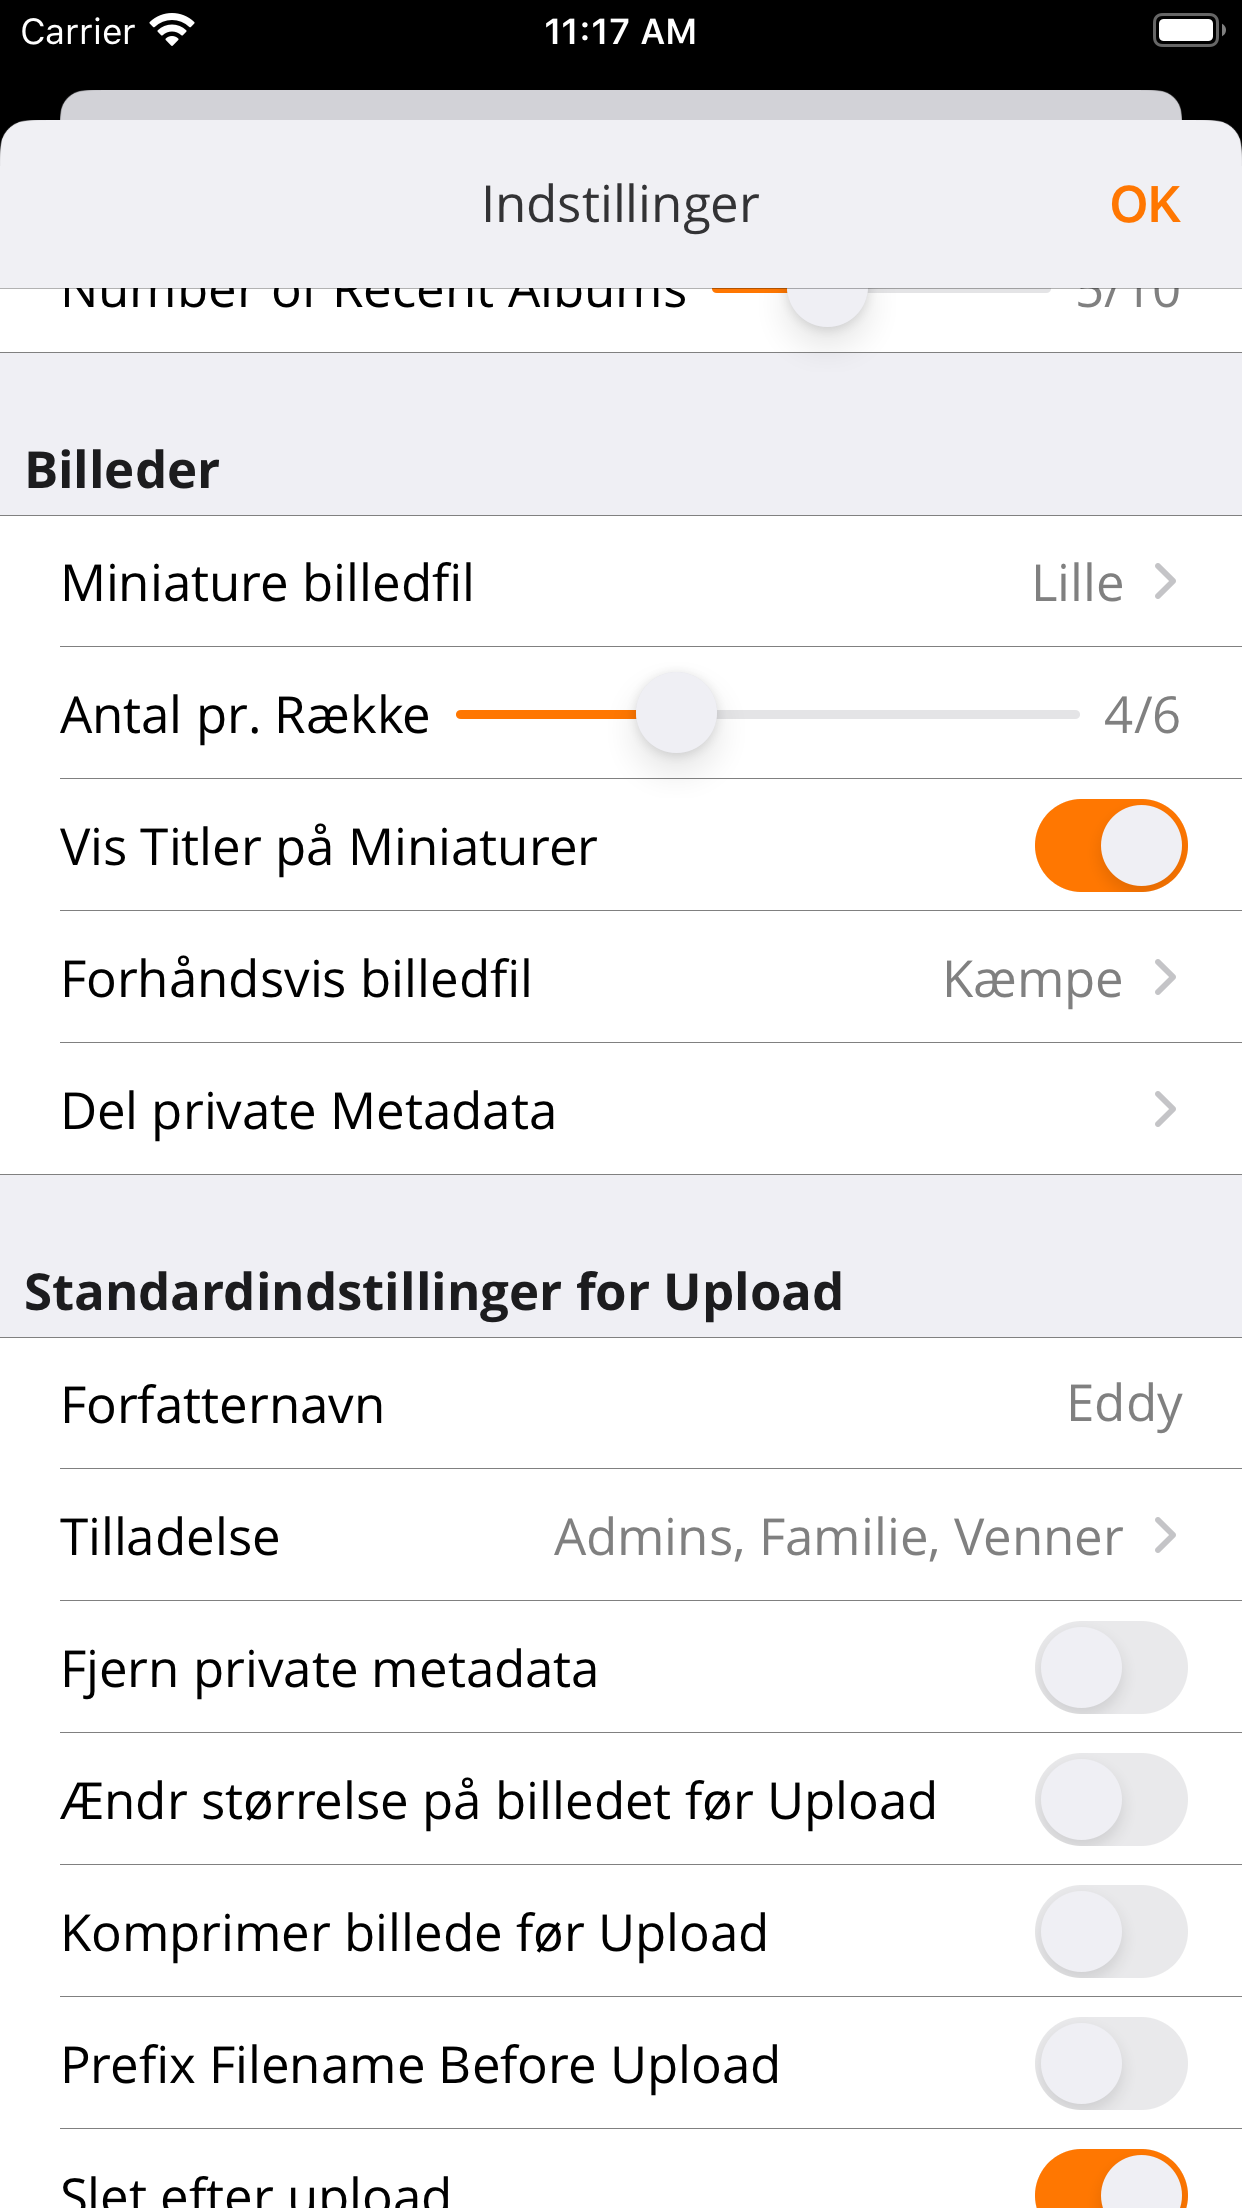 Carrier
11:17 AM
Indstillinger
OK
Number of Recent Albums 5/10
Billeder
Miniature billedfil Lille
Antal pr. Række 4/6
Vis Titler på Miniaturer
Forhåndsvis billedfil Kæmpe
Del private Metadata
Standardindstillinger for Upload
Forfatternavn Eddy
Tilladelse Admins, Familie, Venner
Fjern private metadata
Ændr størrelse på billedet før Upload
Komprimer billede før Upload
Prefix Filename Before Upload
Slet efter upload